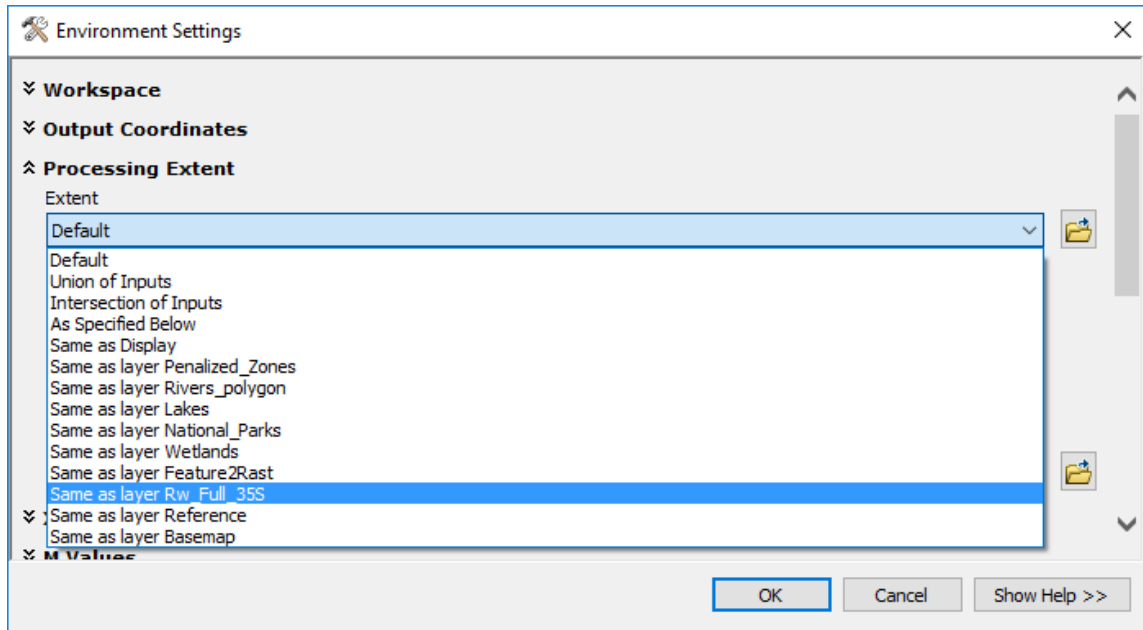 Environment Settings
Workspace
Output Coordinates
Processing Extent
Extent
Default
Default
Union of Inputs
Intersection of Inputs
As Specified Below
Same as Display
Same as layer Penalized_Zones
Same as layer Rivers_polygon
Same as layer Lakes
Same as layer National_Parks
Same as layer Wetlands
Same as layer Feature2Rast
Same as layer Rw_Full_35S
Same as layer Reference
Same as layer Basemap
M Values
OK Cancel Show Help >>